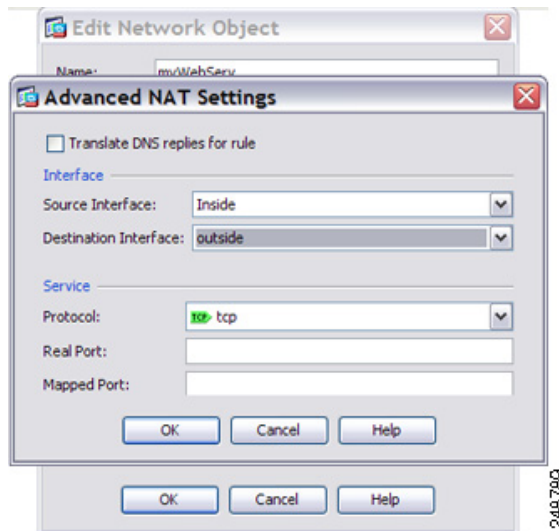 Edit Network Object
Name: myWebServ
Advanced NAT Settings
Translate DNS replies for rule
Interface
Source Interface: Inside
Destination Interface: outside
Service
Protocol: TCP tcp
Real Port:
Mapped Port:
OK Cancel Help
OK Cancel Help